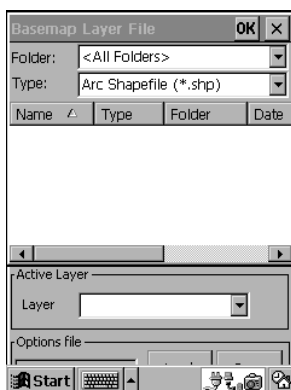 Basemap Layer File OK ×
Folder: <All Folders>
Type: Arc Shapefile (*.shp)
Name Type Folder Date
Active Layer
Layer
Options file
Start